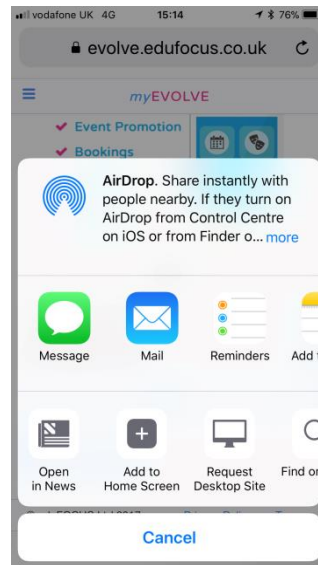 vodafone UK 4G 15:14 76%
evolve.edufocus.co.uk
myEVOLVE
Event Promotion
Bookings
AirDrop. Share instantly with
people nearby. If they turn on
AirDrop from Control Centre
on iOS or from Finder o... more
Message Mail Reminders Add t
Open Add to Request Find or
in News Home Screen Desktop Site
Cancel